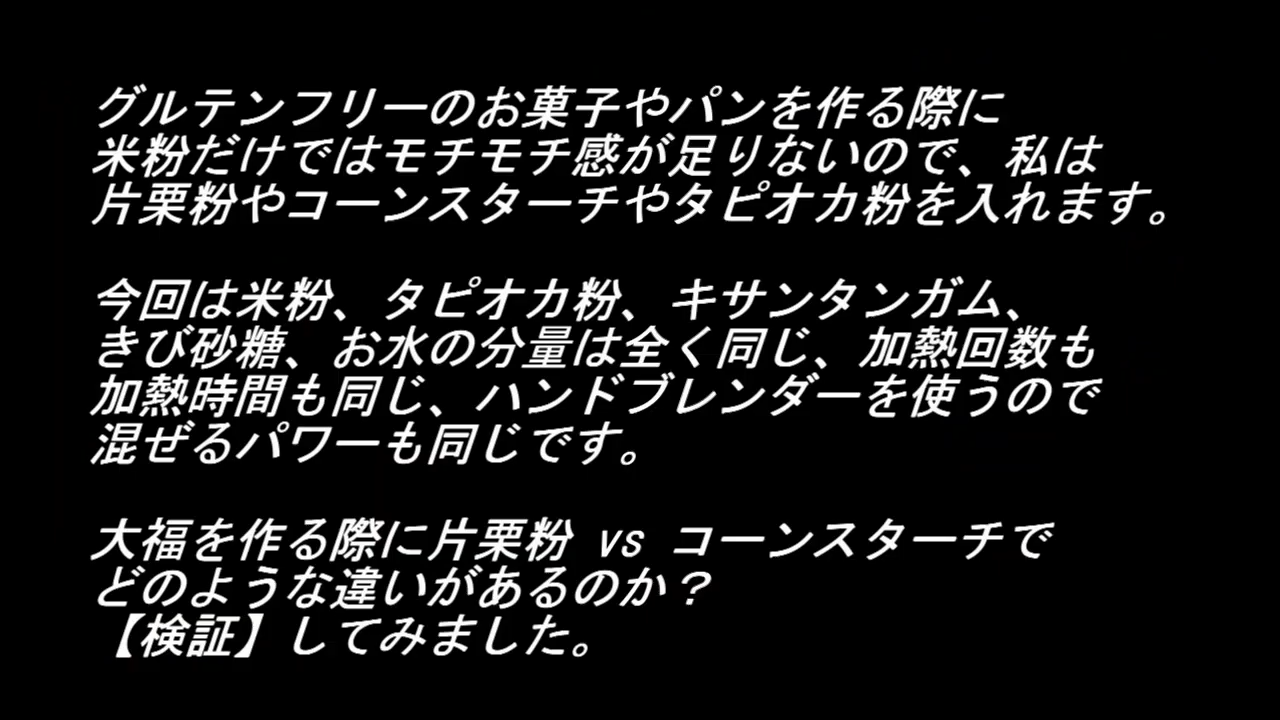 グルテンフリーのお菓子やパンを作る際に
米粉だけではモチモチ感が足りないので、私は
片栗粉やコーンスターチやタピオカ粉を入れます。
今回は米粉、タピオカ粉、キサンタンガム、
きび砂糖、お水の分量は全く同じ、加熱回数も
加熱時間も同じ、ハンドブレンダーを使うので
混ぜるパワーも同じです。
大福を作る際に片栗粉 vs コーンスターチで
どのような違いがあるのか？
【検証】してみました。